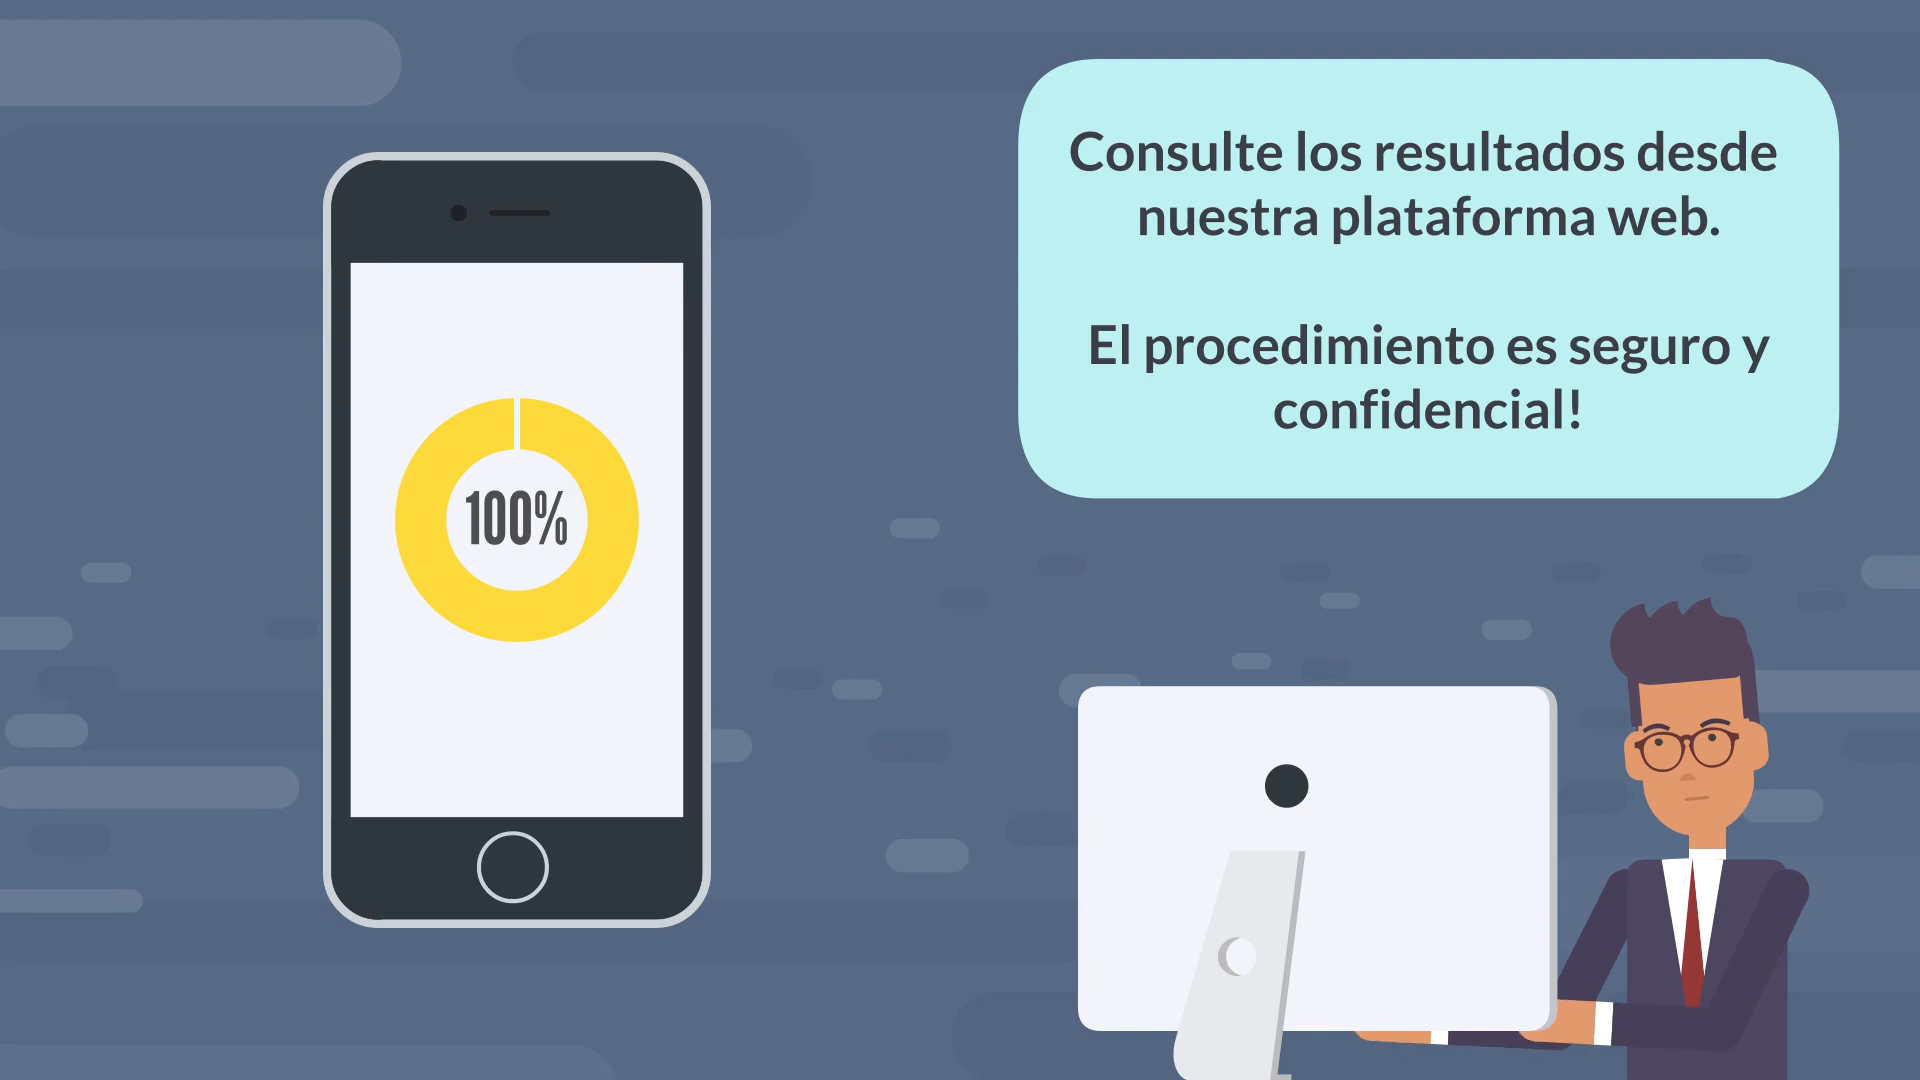 Consulte los resultados desde
nuestra plataforma web.
El procedimiento es seguro y
confidencial!
100%